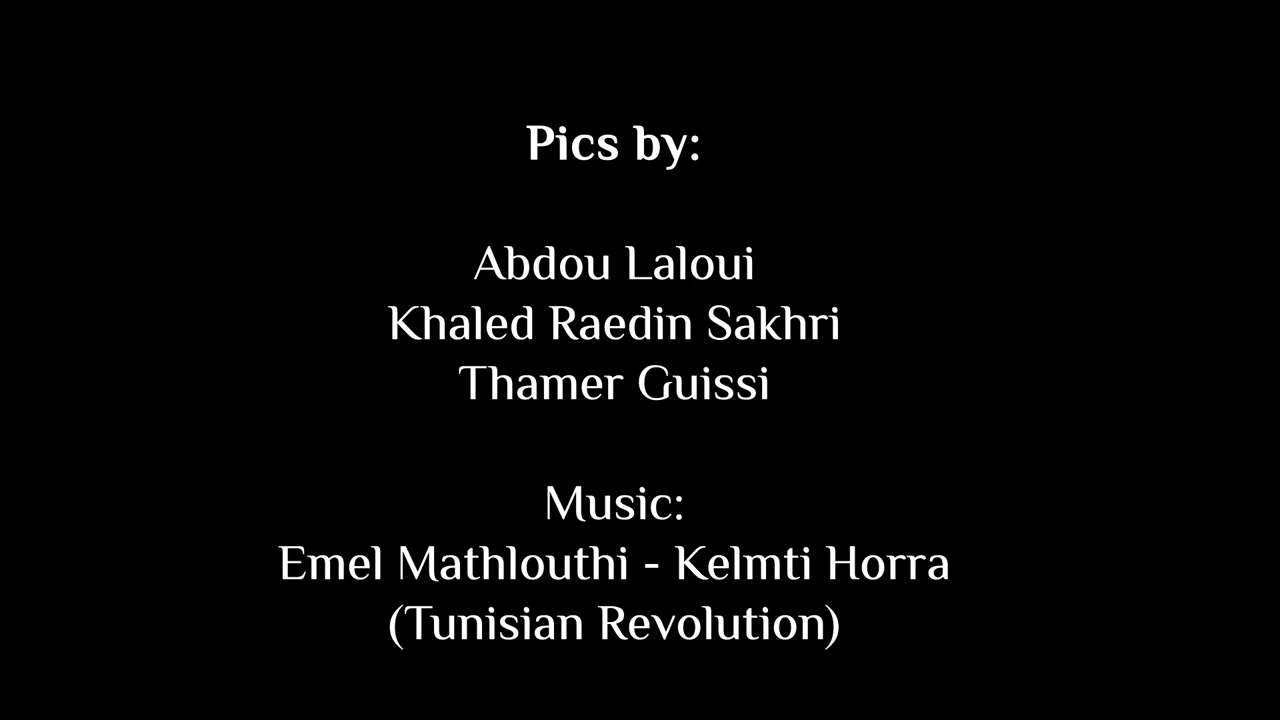 Pics by:
Abdou Laloui
Khaled Raedin Sakhri
Thamer Guissi
Music:
Emel Mathlouthi - Kelmti Horra
(Tunisian Revolution)